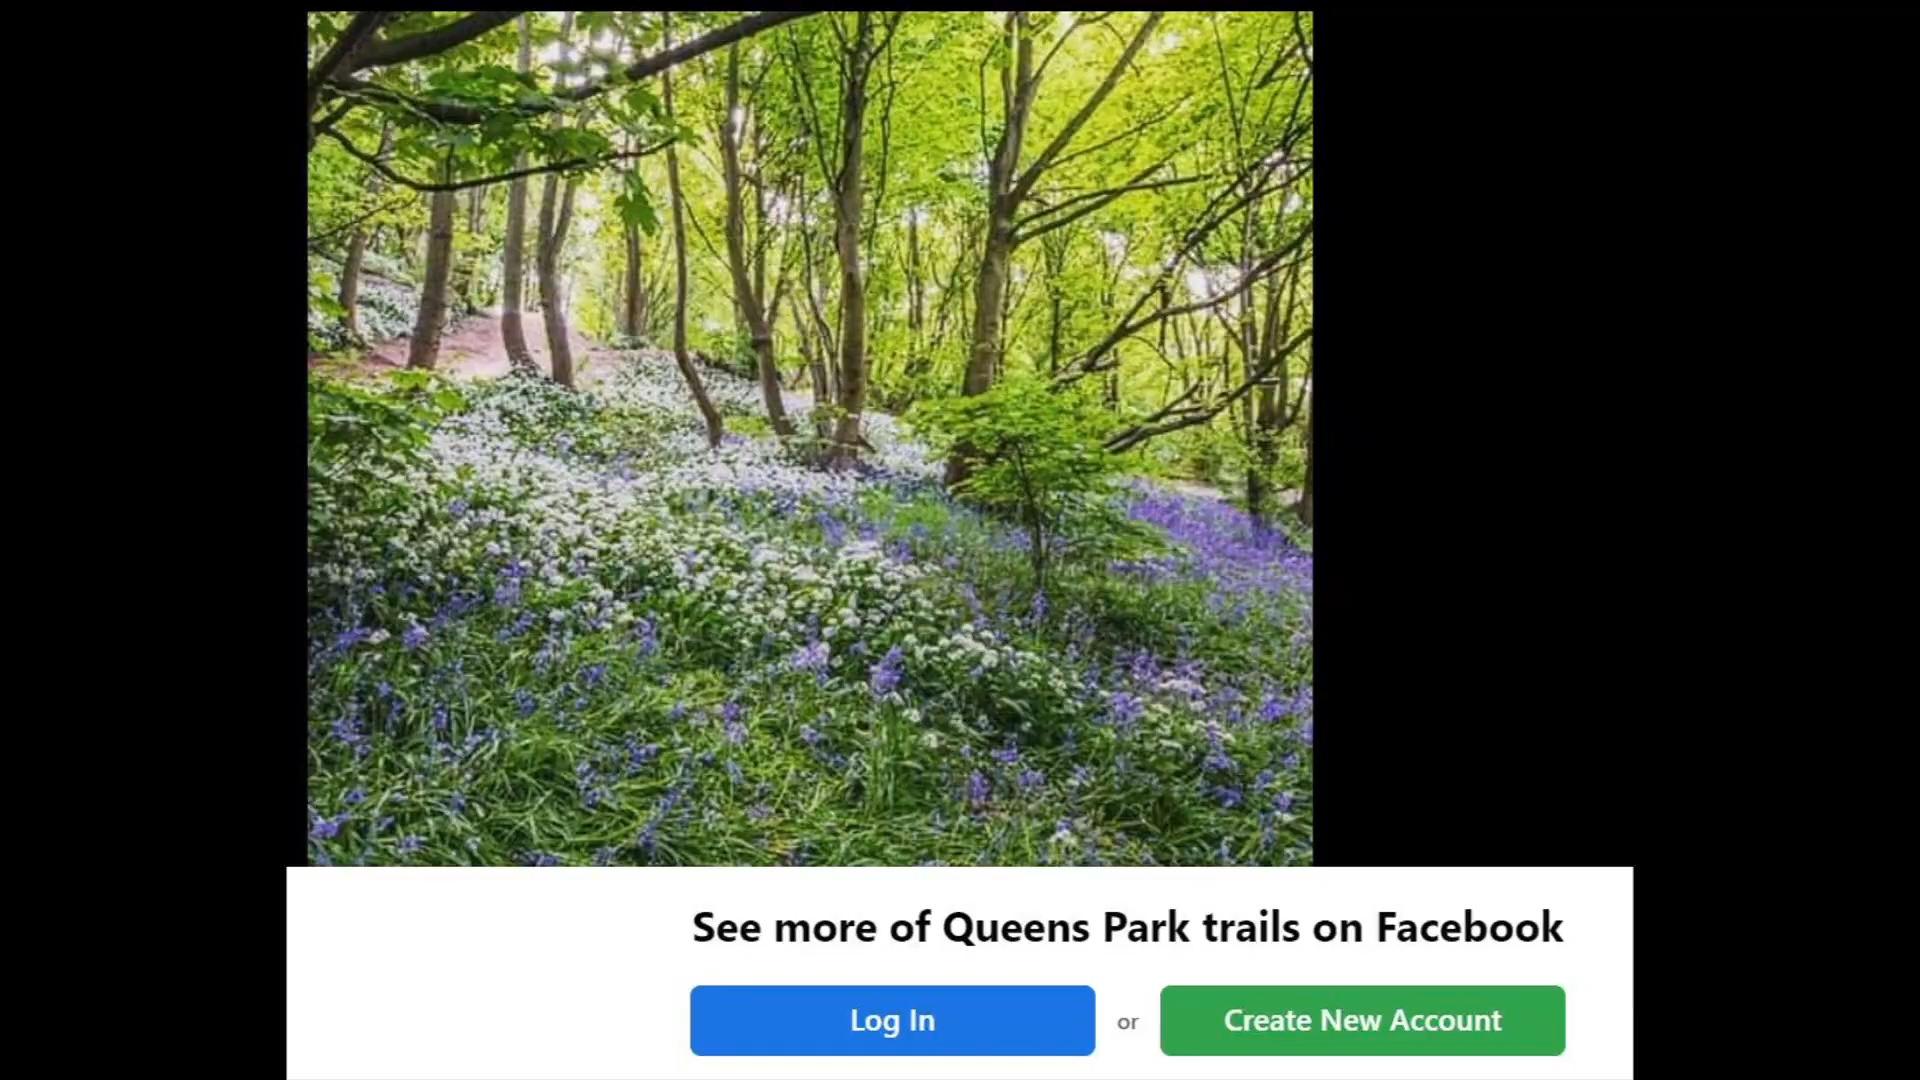 See more of Queens Park trails on Facebook
Log In
or
Create New Account